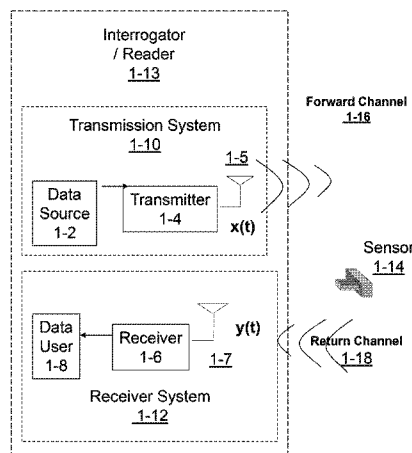 Interrogator
/ Reader
1-13
Forward Channel
1-16
Transmission System
1-10
1-5
Data
Source
1-2
Transmitter
1-4
x(t)
Sensor
1-14
Data
User
1-8
Receiver
1-6
y(t)
1-7
Return Channel
1-18
Receiver System
1-12